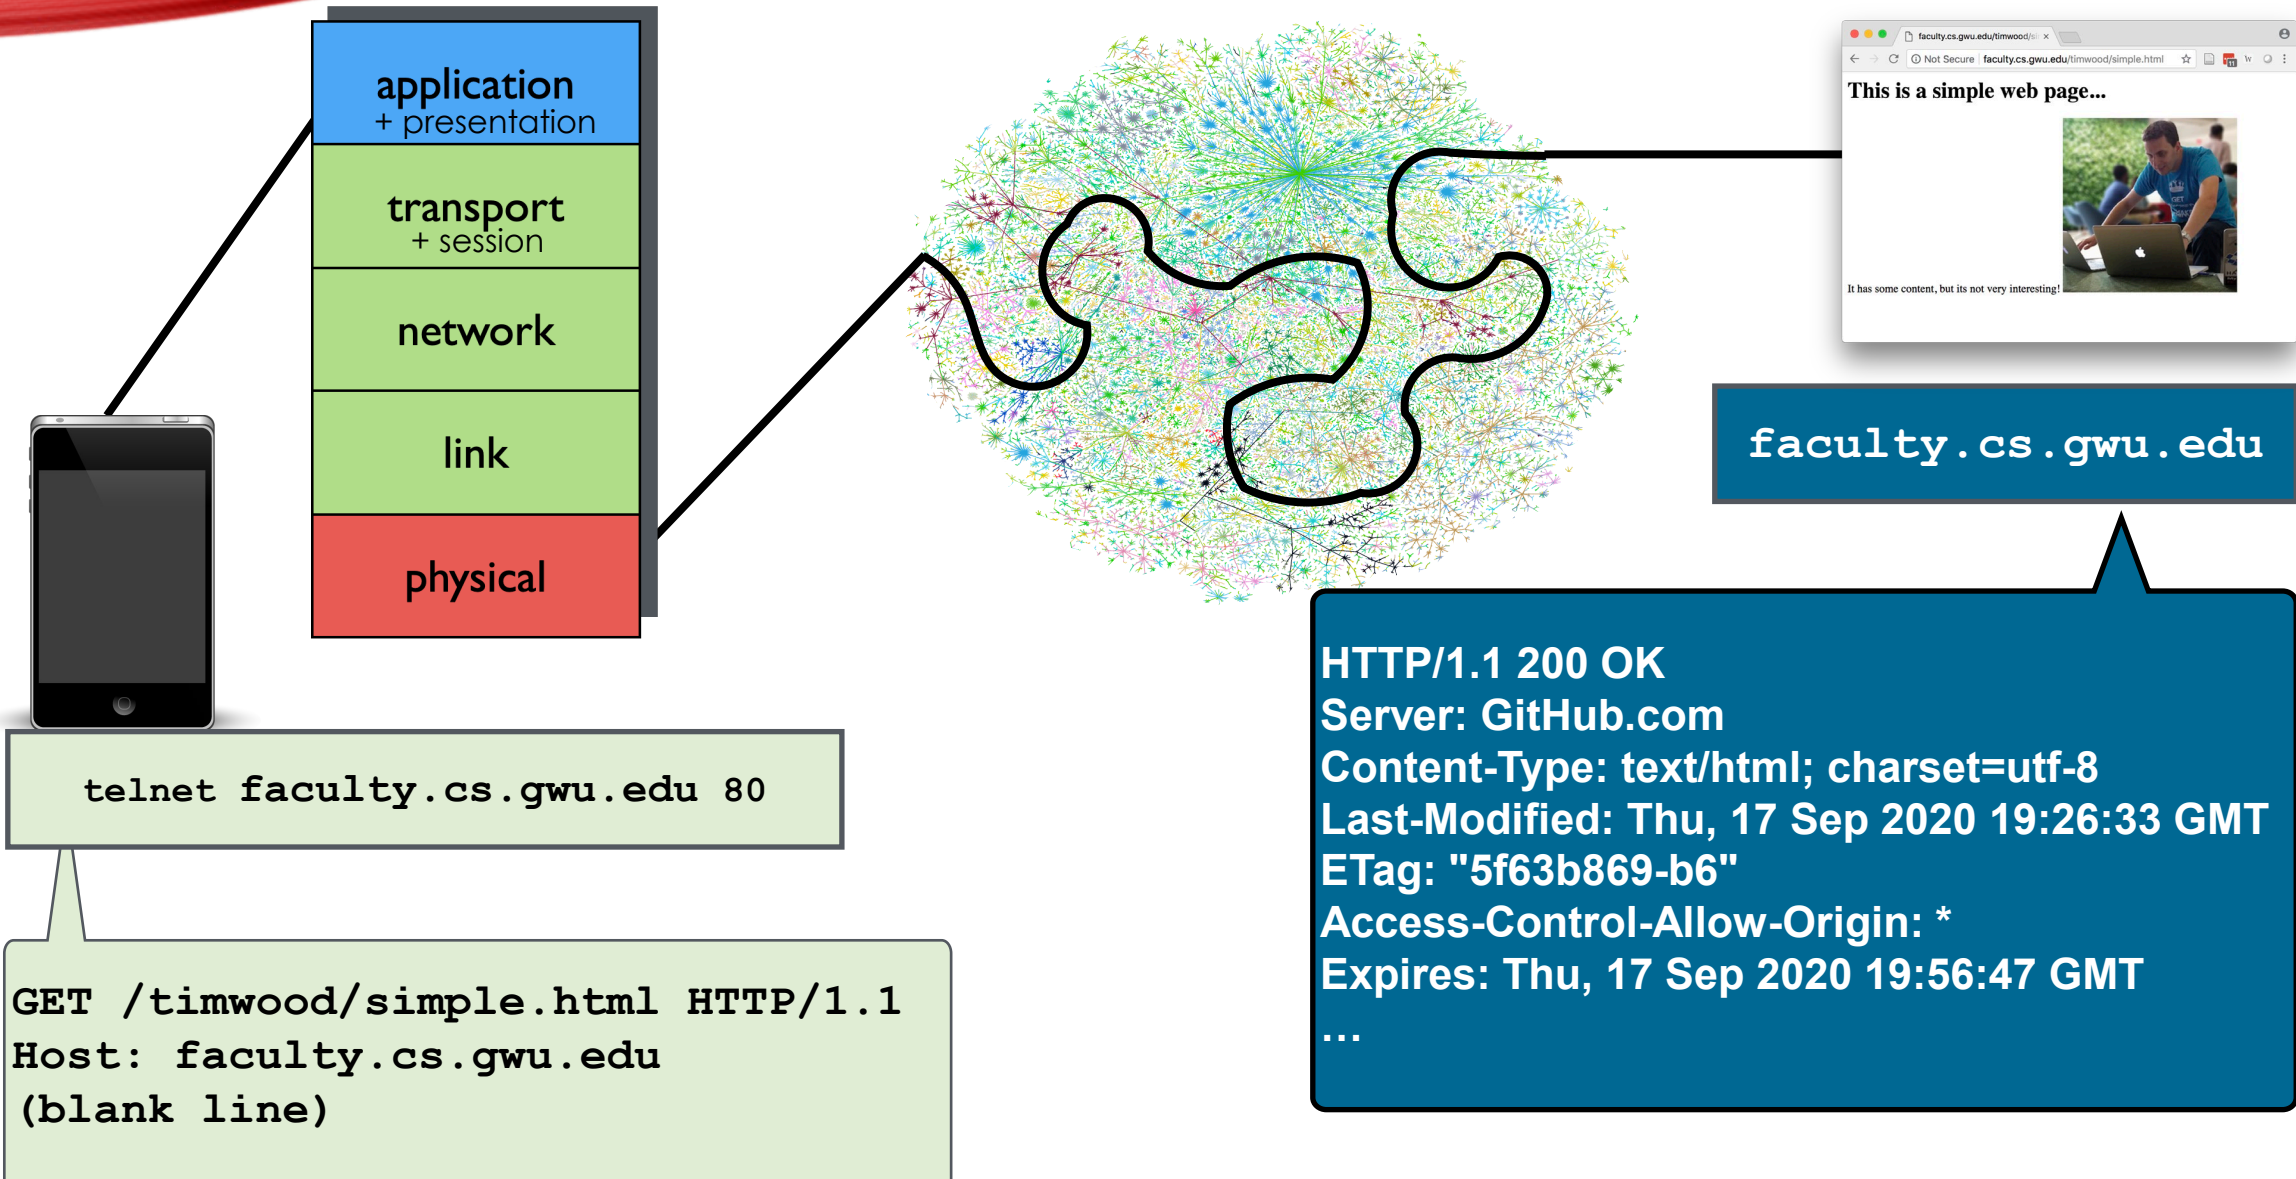 application
+ presentation
transport
+ session
network
link
physical
faculty.cs.gwu.edu/timwood/si
Not Secure faculty.cs.gwu.edu/timwood/simple.html
This is a simple web page...
It has some content, but its not very interesting!
faculty.cs.gwu.edu
telnet faculty.cs.gwu.edu 80
GET /timwood/simple.html HTTP/1.1
Host: faculty.cs.gwu.edu
(blank line)
HTTP/1.1 200 OK
Server: GitHub.com
Content-Type: text/html; charset=utf-8
Last-Modified: Thu, 17 Sep 2020 19:26:33 GMT
ETag: "5f63b869-b6"
Access-Control-Allow-Origin: *
Expires: Thu, 17 Sep 2020 19:56:47 GMT
…